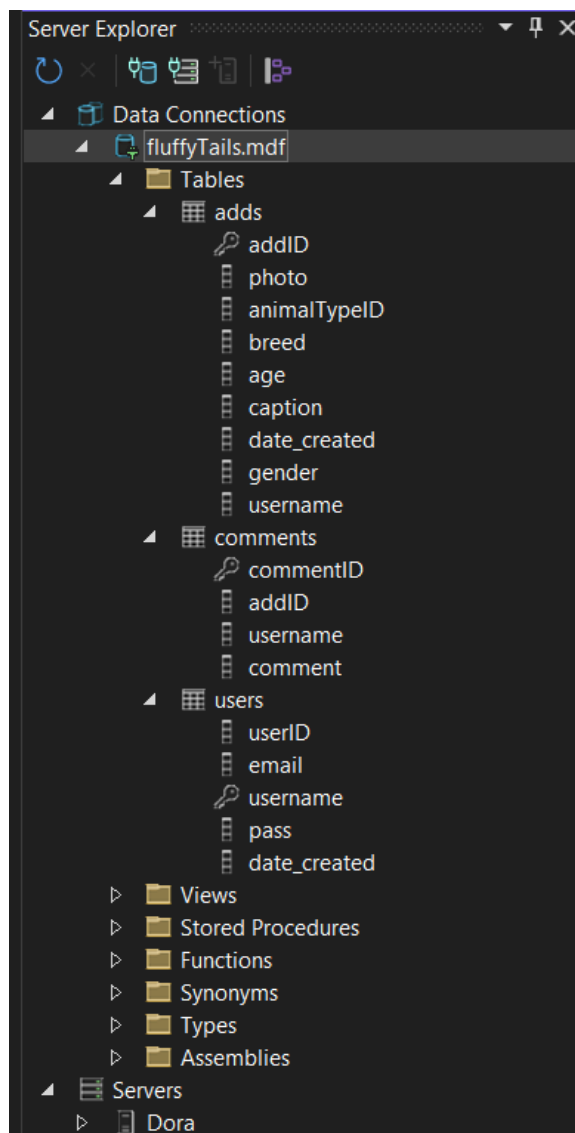 Server Explorer
Data Connections
fluffyTails.mdf
Tables
adds
addID
photo
animalTypeID
breed
age
caption
date_created
gender
username
comments
commentID
addID
username
comment
users
userID
email
username
pass
date_created
Views
Stored Procedures
Functions
Synonyms
Types
Assemblies
Servers
Dora